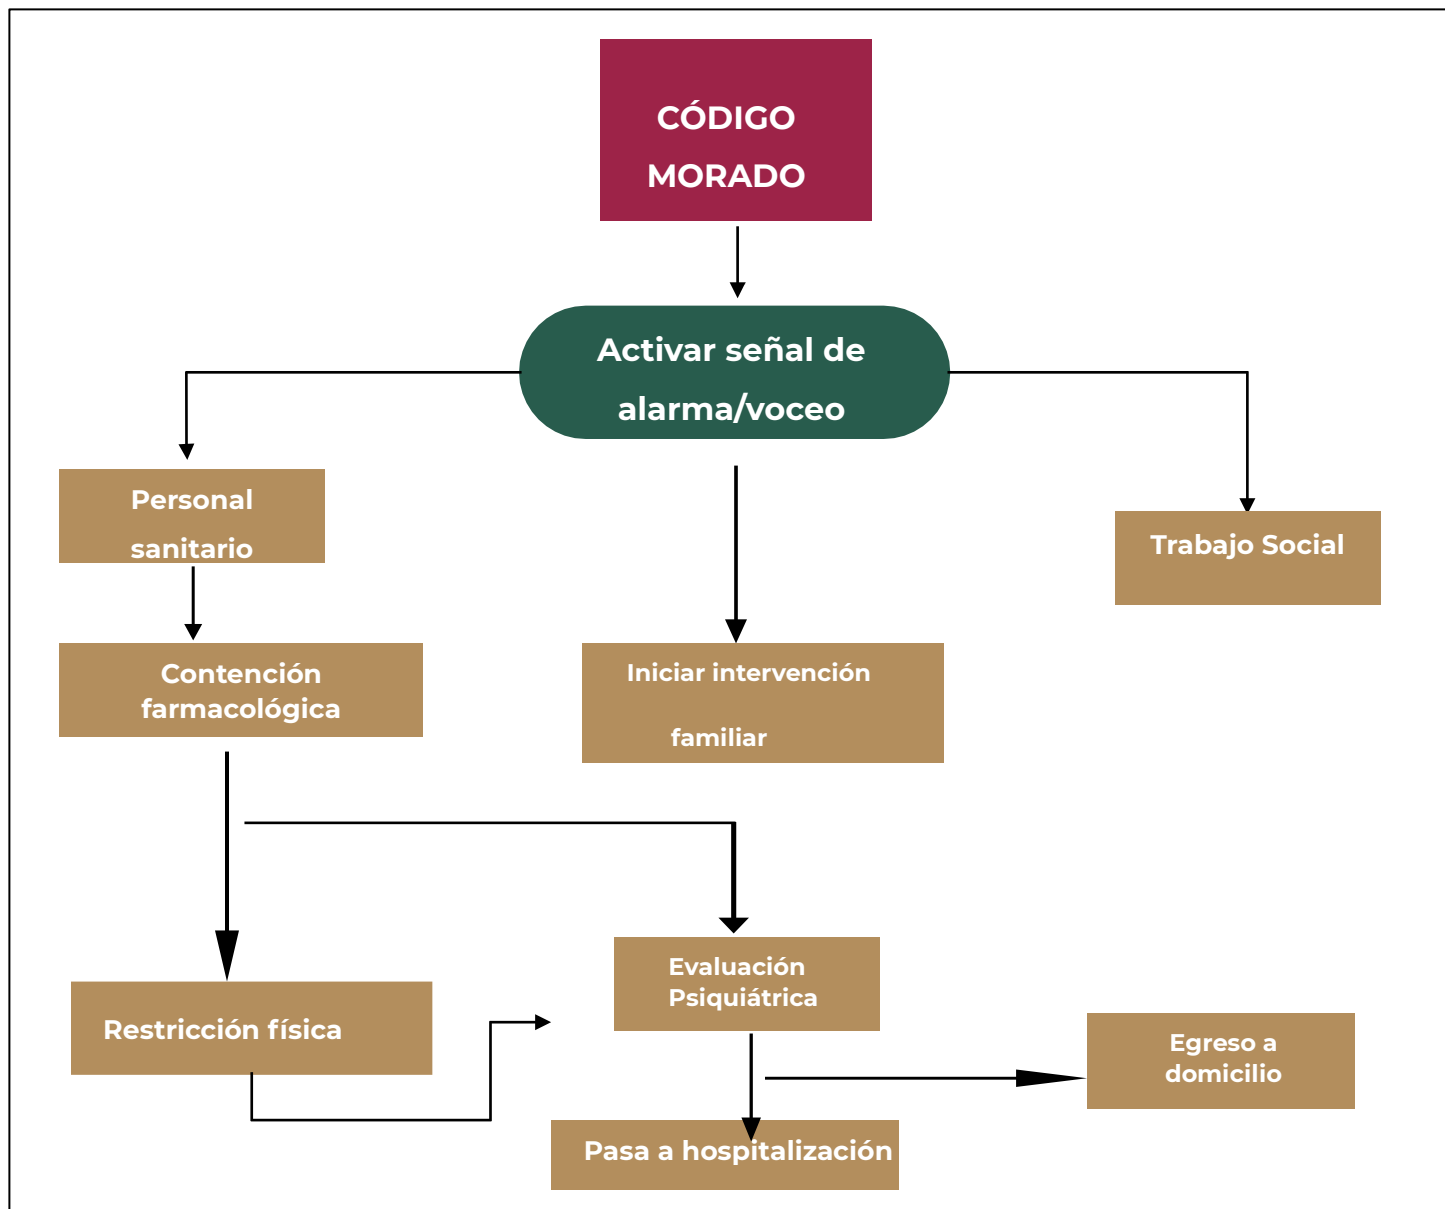 CÓDIGO
MORADO
Activar señal de
alarma/voceo
Personal
sanitario
Trabajo Social
Contención
farmacológica
Iniciar intervención
familiar
Evaluación
Psiquiátrica
Restricción física
Egreso a
domicilio
Pasa a hospitalización